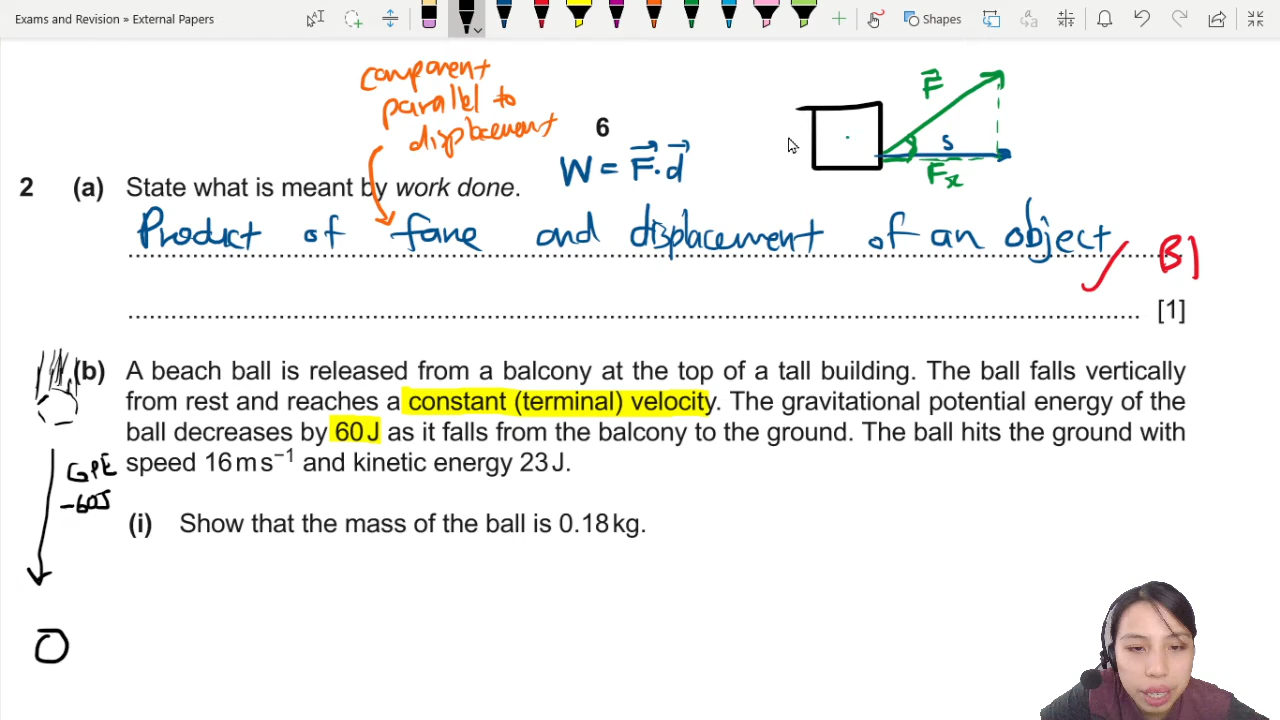 Exams and Revision » External Papers
Shapes
component
parallel to
displacement
6
W = F⃗·d⃗
F⃗
s
Fx
2 (a) State what is meant by work done.
Product of force and displacement of an object
B1
[1]
(b) A beach ball is released from a balcony at the top of a tall building. The ball falls vertically
from rest and reaches a constant (terminal) velocity. The gravitational potential energy of the
ball decreases by 60 J as it falls from the balcony to the ground. The ball hits the ground with
speed 16 m s⁻¹ and kinetic energy 23 J.
GPE
-60J
(i) Show that the mass of the ball is 0.18 kg.